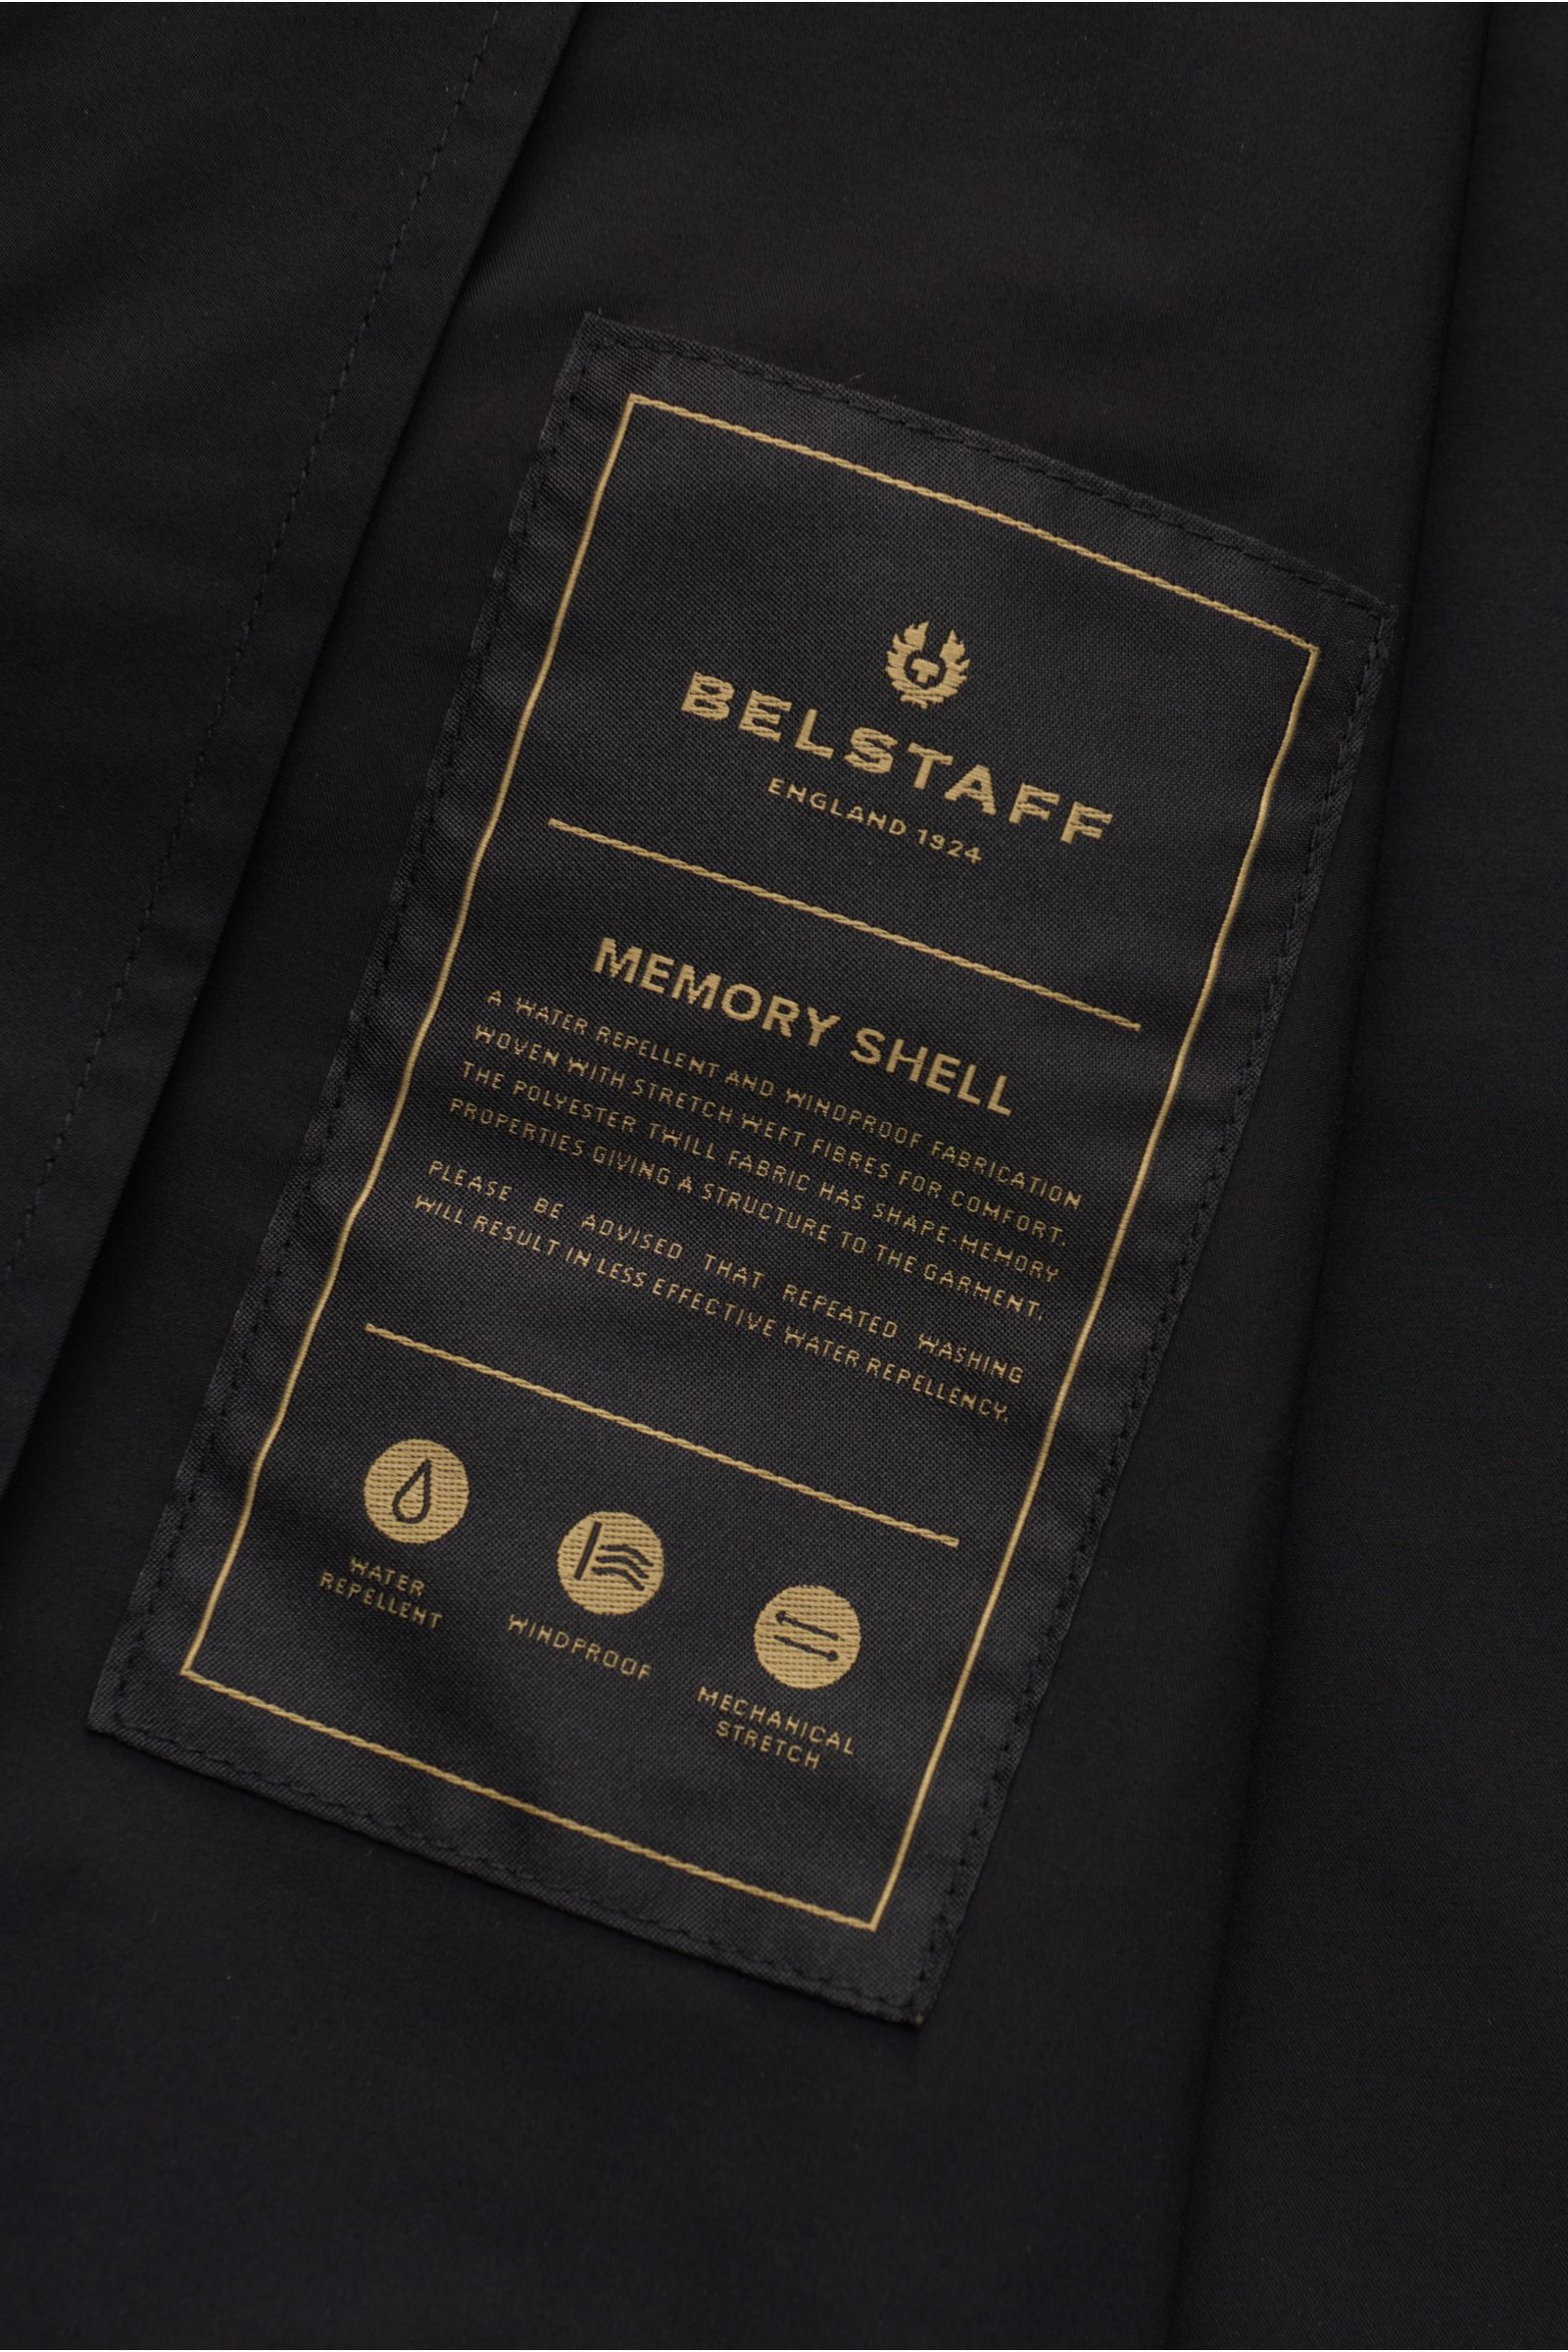 BELSTAFF
ENGLAND 1924
MEMORY SHELL
A WATER REPELLENT AND WINDPROOF FABRICATION
WOVEN WITH STRETCH WEFT FIBRES FOR COMFORT.
THE POLYESTER TWILL FABRIC HAS SHAPE-MEMORY
PROPERTIES GIVING A STRUCTURE TO THE GARMENT.
PLEASE BE ADVISED THAT REPEATED WASHING
WILL RESULT IN LESS EFFECTIVE WATER REPELLENCY.
WATER
REPELLENT
WINDPROOF
MECHANICAL
STRETCH